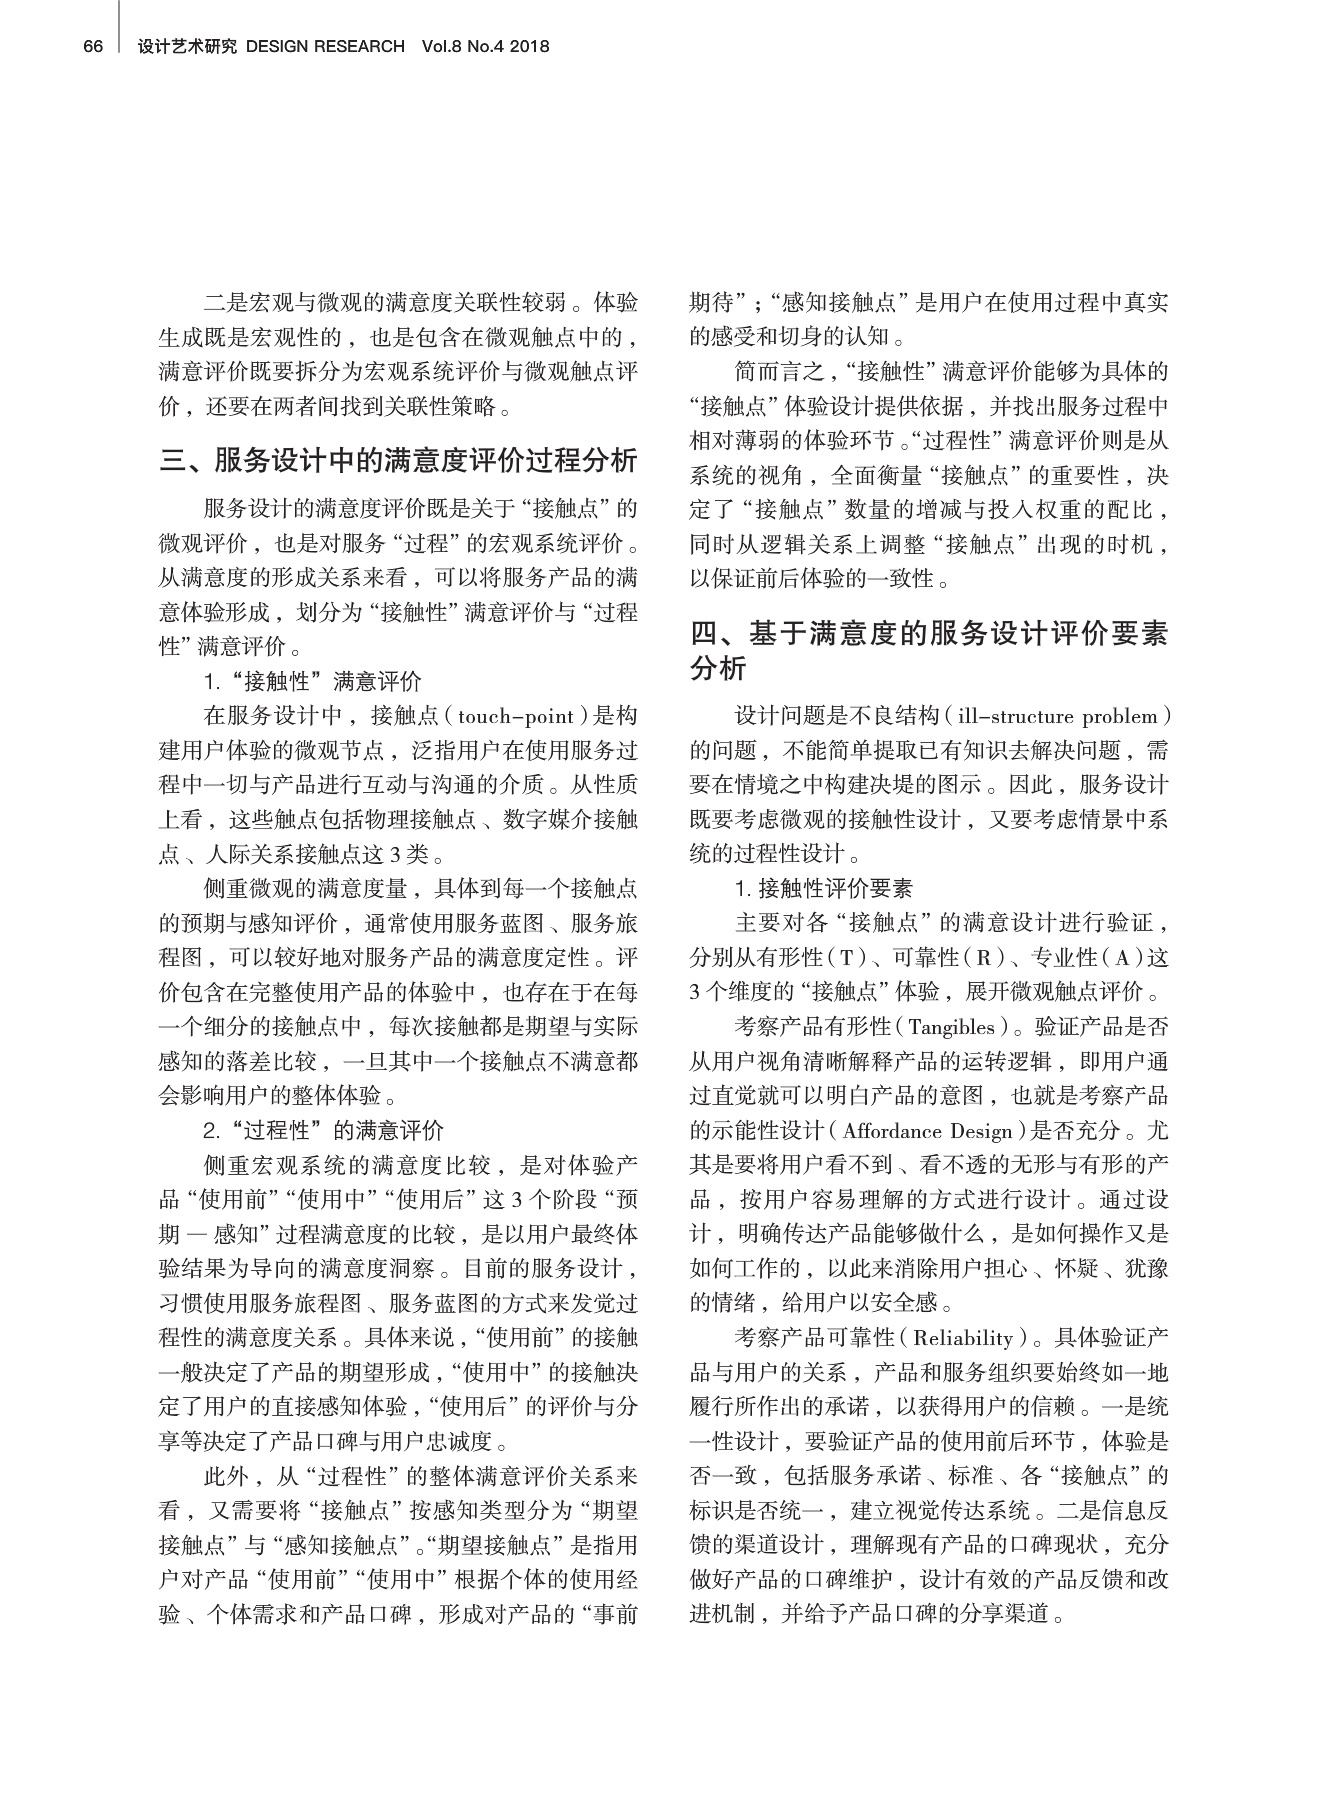 66 设计艺术研究 DESIGN RESEARCH Vol.8 No.4 2018
二是宏观与微观的满意度关联性较弱。体验
生成既是宏观性的，也是包含在微观触点中的，
满意评价既要拆分为宏观系统评价与微观触点评
价，还要在两者间找到关联性策略。
三、服务设计中的满意度评价过程分析
服务设计的满意度评价既是关于“接触点”的
微观评价，也是对服务“过程”的宏观系统评价。
从满意度的形成关系来看，可以将服务产品的满
意体验形成，划分为“接触性”满意评价与“过程
性”满意评价。
1.“接触性”满意评价
在服务设计中，接触点（touch-point）是构
建用户体验的微观节点，泛指用户在使用服务过
程中一切与产品进行互动与沟通的介质。从性质
上看，这些触点包括物理接触点、数字媒介接触
点、人际关系接触点这 3 类。
侧重微观的满意度量，具体到每一个接触点
的预期与感知评价，通常使用服务蓝图、服务旅
程图，可以较好地对服务产品的满意度定性。评
价包含在完整使用产品的体验中，也存在于在每
一个细分的接触点中，每次接触都是期望与实际
感知的落差比较，一旦其中一个接触点不满意都
会影响用户的整体体验。
2.“过程性”的满意评价
侧重宏观系统的满意度比较，是对体验产
品“使用前”“使用中”“使用后”这 3 个阶段“预
期 — 感知”过程满意度的比较，是以用户最终体
验结果为导向的满意度洞察。目前的服务设计，
习惯使用服务旅程图、服务蓝图的方式来发觉过
程性的满意度关系。具体来说，“使用前”的接触
一般决定了产品的期望形成，“使用中”的接触决
定了用户的直接感知体验，“使用后”的评价与分
享等决定了产品口碑与用户忠诚度。
此外，从“过程性”的整体满意评价关系来
看，又需要将“接触点”按感知类型分为“期望
接触点”与“感知接触点”。“期望接触点”是指用
户对产品“使用前”“使用中”根据个体的使用经
验、个体需求和产品口碑，形成对产品的“事前
期待”；“感知接触点”是用户在使用过程中真实
的感受和切身的认知。
简而言之，“接触性”满意评价能够为具体的
“接触点”体验设计提供依据，并找出服务过程中
相对薄弱的体验环节。“过程性”满意评价则是从
系统的视角，全面衡量“接触点”的重要性，决
定了“接触点”数量的增减与投入权重的配比，
同时从逻辑关系上调整“接触点”出现的时机，
以保证前后体验的一致性。
四、基于满意度的服务设计评价要素
分析
设计问题是不良结构（ill-structure problem）
的问题，不能简单提取已有知识去解决问题，需
要在情境之中构建决堤的图示。因此，服务设计
既要考虑微观的接触性设计，又要考虑情景中系
统的过程性设计。
1. 接触性评价要素
主要对各“接触点”的满意设计进行验证，
分别从有形性（T）、可靠性（R）、专业性（A）这
3 个维度的“接触点”体验，展开微观触点评价。
考察产品有形性（Tangibles）。验证产品是否
从用户视角清晰解释产品的运转逻辑，即用户通
过直觉就可以明白产品的意图，也就是考察产品
的示能性设计（Affordance Design）是否充分。尤
其是要将用户看不到、看不透的无形与有形的产
品，按用户容易理解的方式进行设计。通过设
计，明确传达产品能够做什么，是如何操作又是
如何工作的，以此来消除用户担心、怀疑、犹豫
的情绪，给用户以安全感。
考察产品可靠性（Reliability）。具体验证产
品与用户的关系，产品和服务组织要始终如一地
履行所作出的承诺，以获得用户的信赖。一是统
一性设计，要验证产品的使用前后环节，体验是
否一致，包括服务承诺、标准、各“接触点”的
标识是否统一，建立视觉传达系统。二是信息反
馈的渠道设计，理解现有产品的口碑现状，充分
做好产品的口碑维护，设计有效的产品反馈和改
进机制，并给予产品口碑的分享渠道。